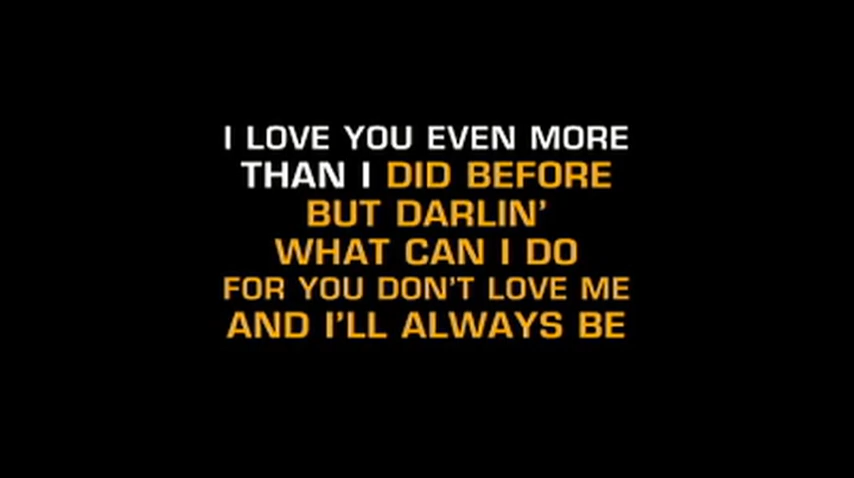 I LOVE YOU EVEN MORE
THAN I DID BEFORE
BUT DARLIN'
WHAT CAN I DO
FOR YOU DON'T LOVE ME
AND I'LL ALWAYS BE